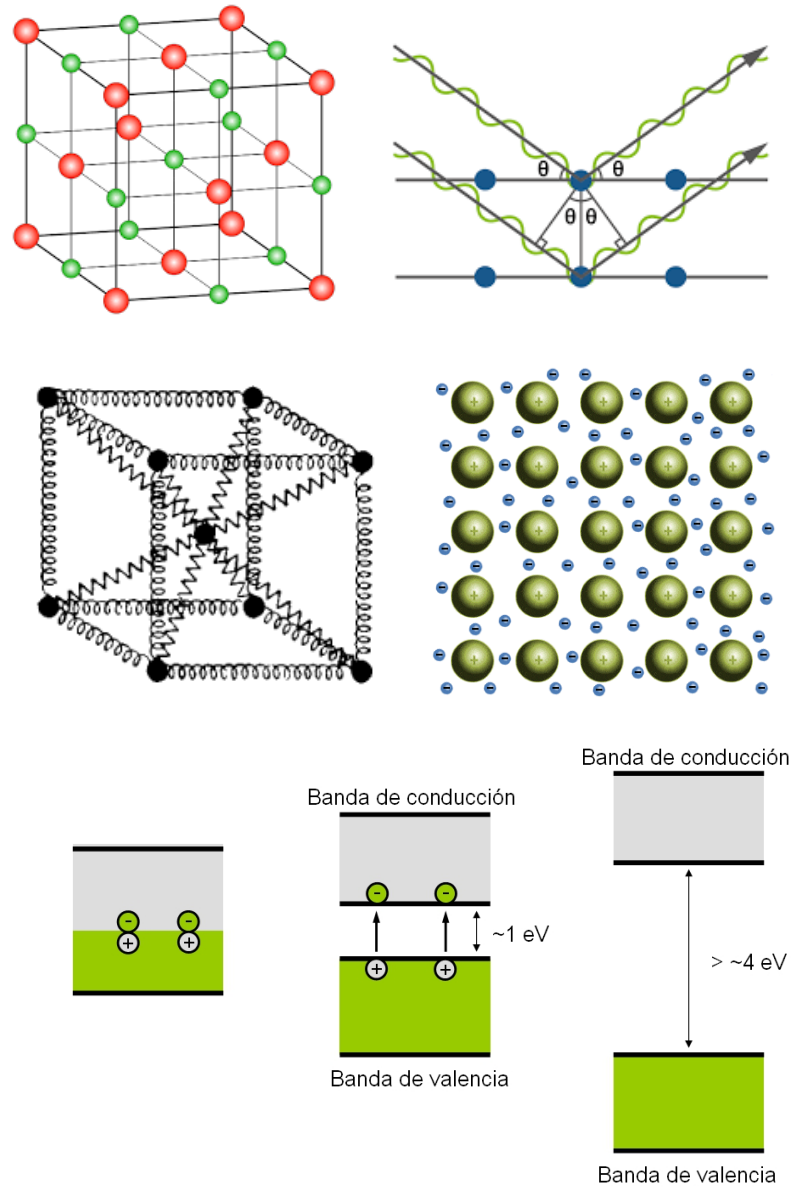 θ θ
θ θ
Banda de conducción
Banda de conducción
~1 eV
> ~4 eV
Banda de valencia
Banda de valencia